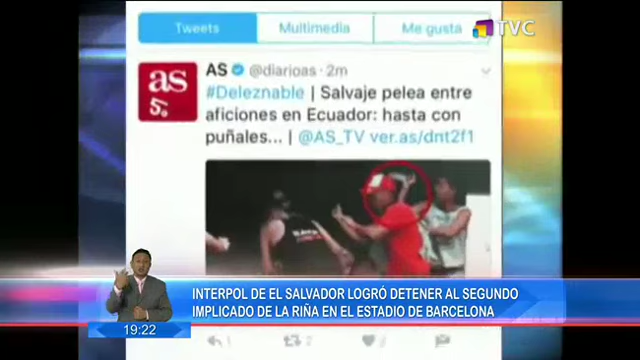 Tweets
Multimedia
Me gusta
TVC
as
AS @diarioas · 2m
#Deleznable | Salvaje pelea entre
aficiones en Ecuador: hasta con
puñales... | @AS_TV ver.as/dnt2f1
INTERPOL DE EL SALVADOR LOGRÓ DETENER AL SEGUNDO
IMPLICADO DE LA RIÑA EN EL ESTADIO DE BARCELONA
19:22